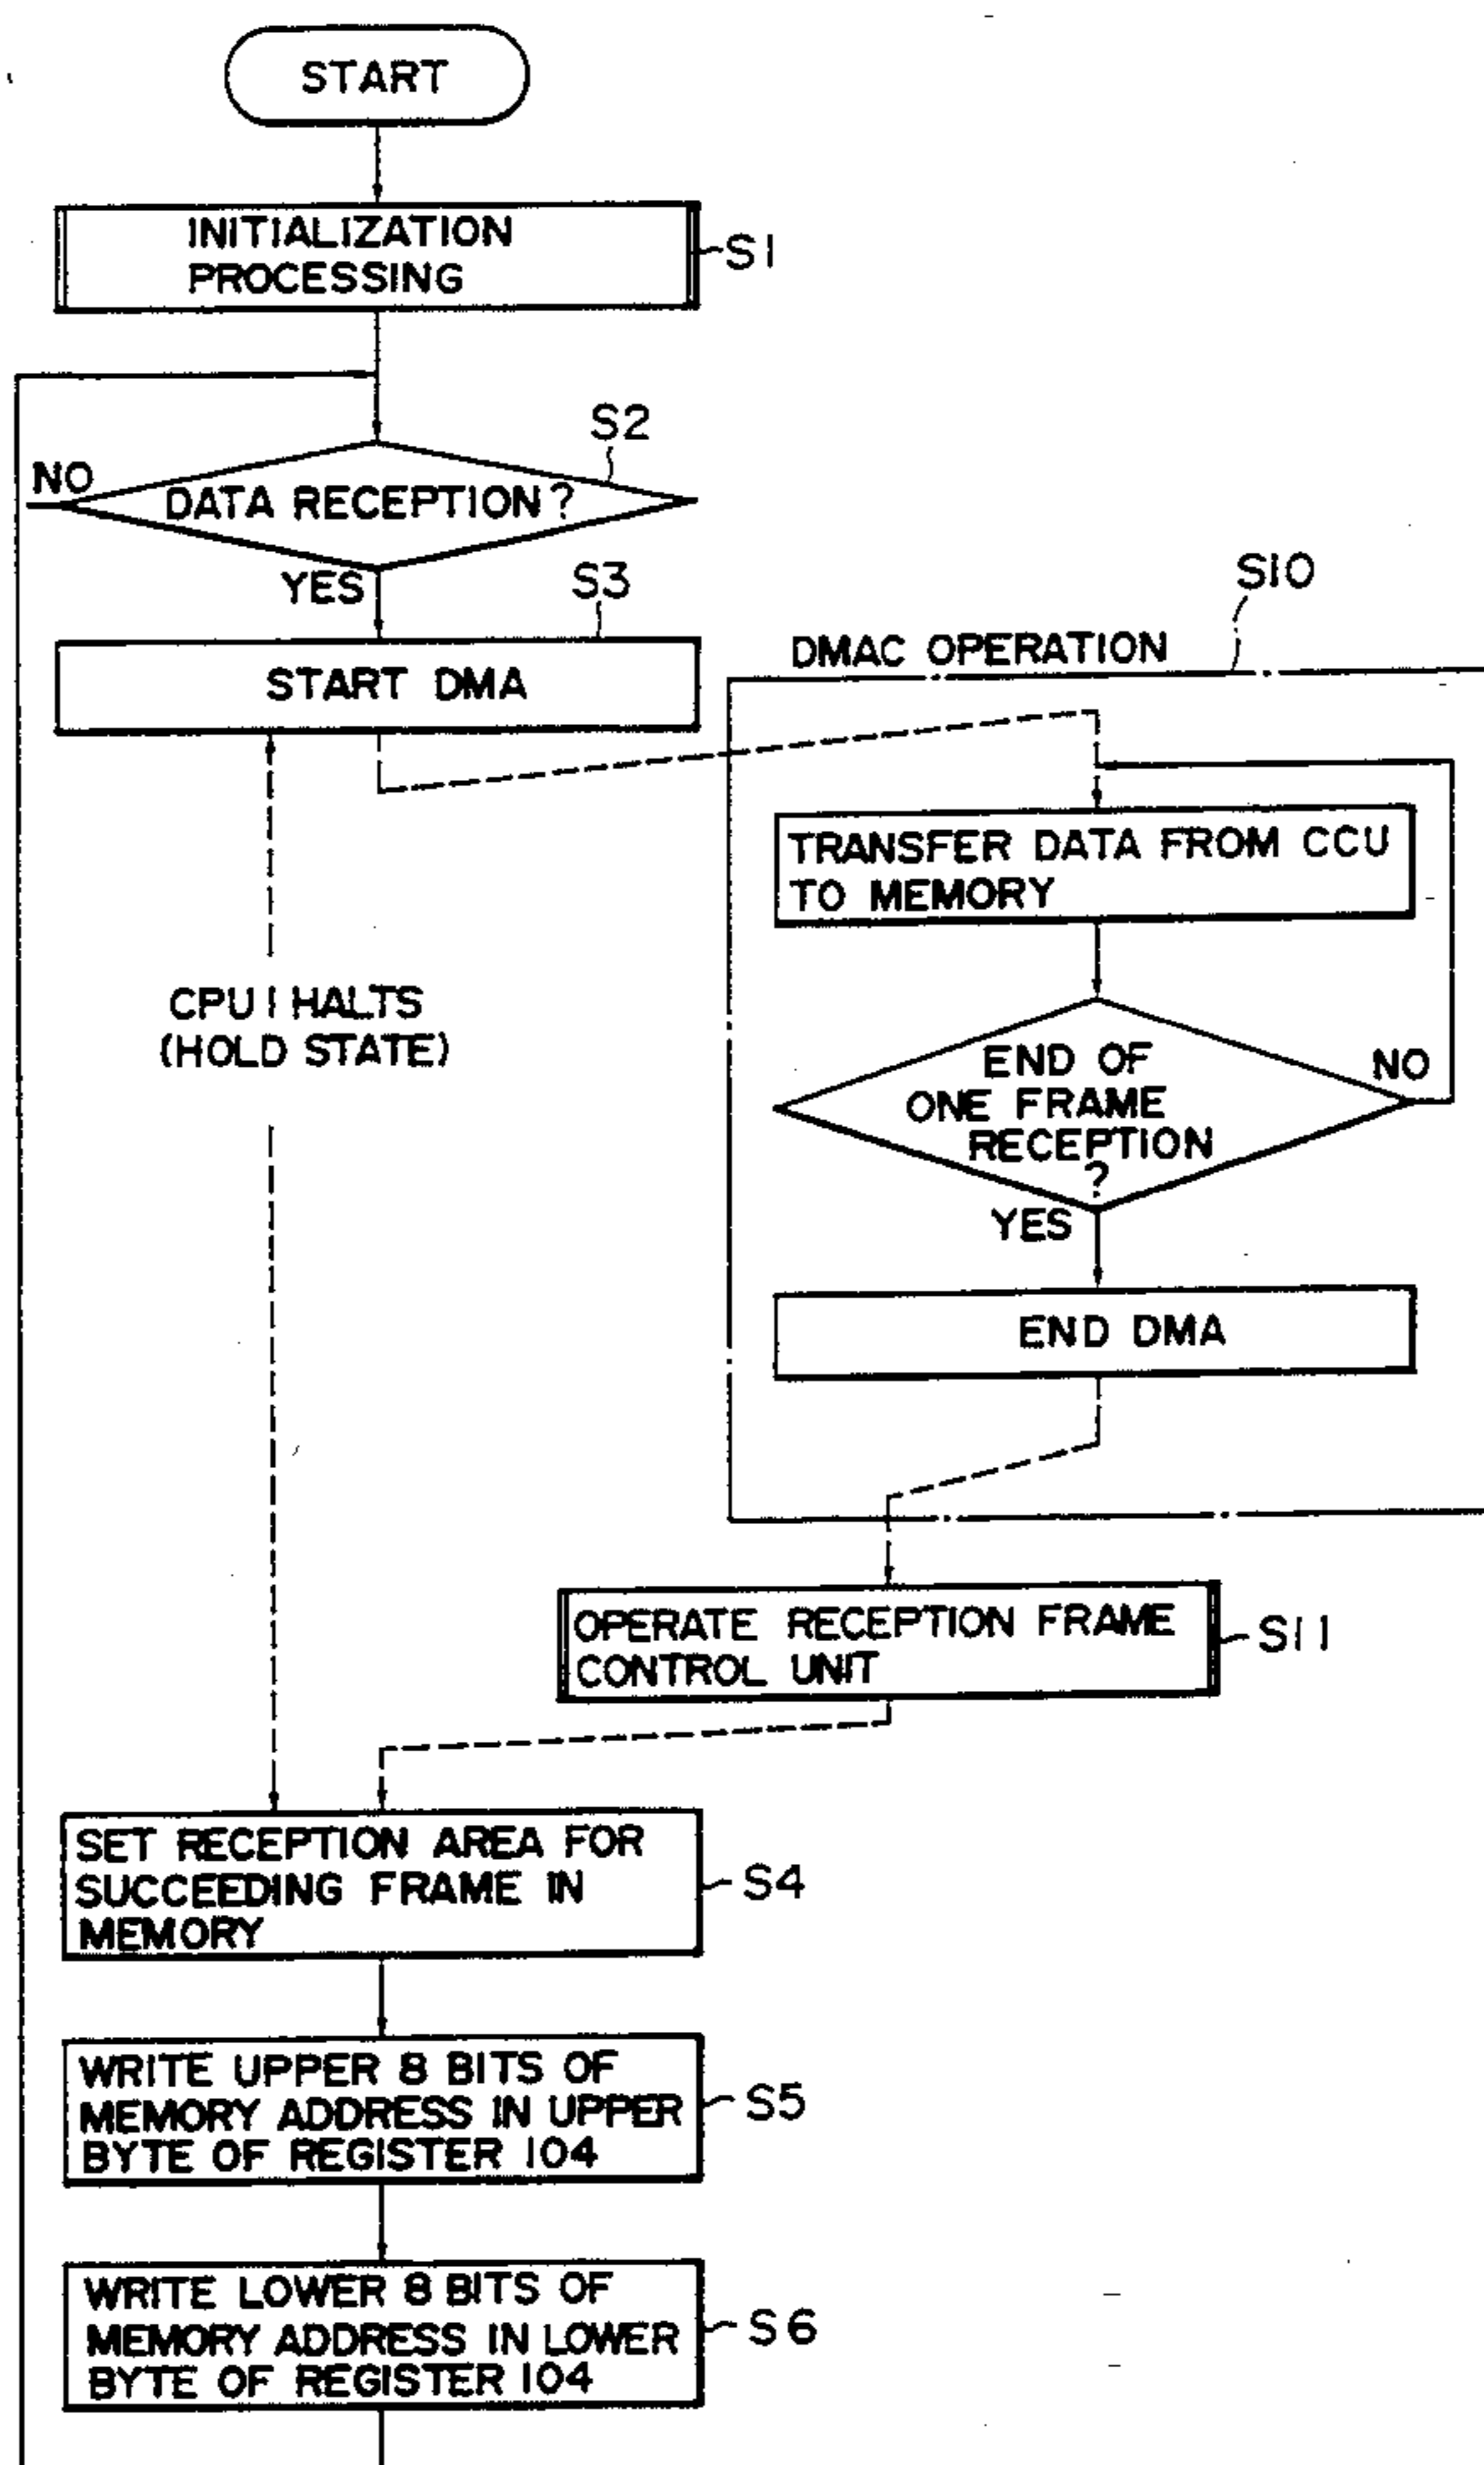 START
INITIALIZATION
PROCESSING
S1
S2
NO
DATA RECEPTION?
YES
S3
START DMA
S10
DMAC OPERATION
TRANSFER DATA FROM CCU
TO MEMORY
CPU 1 HALTS
(HOLD STATE)
END OF
ONE FRAME
RECEPTION
?
NO
YES
END DMA
OPERATE RECEPTION FRAME
CONTROL UNIT
S11
SET RECEPTION AREA FOR
SUCCEEDING FRAME IN
MEMORY
S4
WRITE UPPER 8 BITS OF
MEMORY ADDRESS IN UPPER
BYTE OF REGISTER 104
S5
WRITE LOWER 8 BITS OF
MEMORY ADDRESS IN LOWER
BYTE OF REGISTER 104
S6